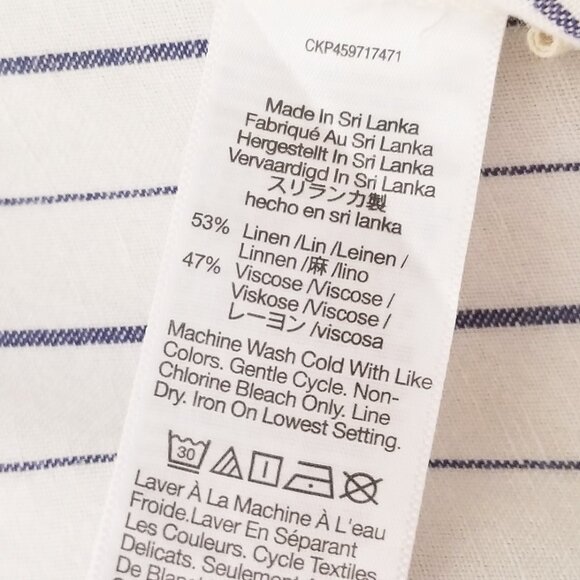 CKP459717471
Made In Sri Lanka
Fabriqué Au Sri Lanka
Hergestellt In Sri Lanka
Vervaardigd In Sri Lanka
スリランカ製
hecho en sri lanka
53% Linen /Lin /Leinen /
Linnen /麻 /lino
47% Viscose /Viscose /
Viskose /Viscose /
レーヨン /viscosa
Machine Wash Cold With Like
Colors. Gentle Cycle. Non-
Chlorine Bleach Only. Line
Dry. Iron On Lowest Setting.
30
Laver À La Machine À L'eau
Froide.Laver En Séparant
Les Couleurs. Cycle Textiles
Délicats. Seulement
De